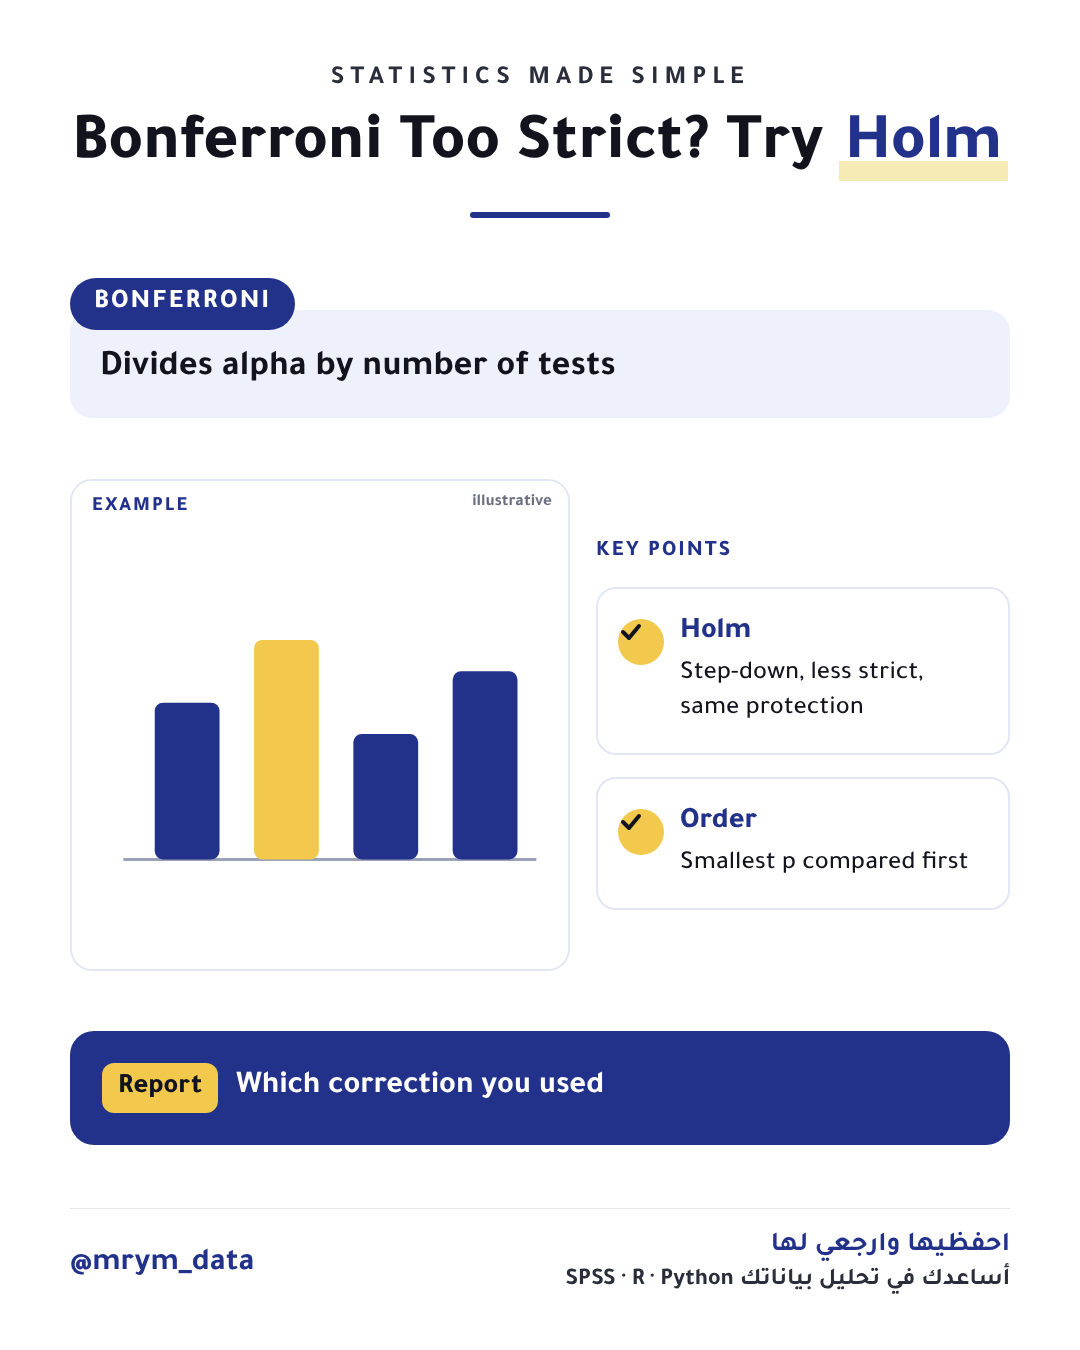 STATISTICS MADE SIMPLE
Bonferroni Too Strict? Try Holm
BONFERRONI
Divides alpha by number of tests
EXAMPLE
illustrative
KEY POINTS
Holm
Step-down, less strict,
same protection
Order
Smallest p compared first
Report Which correction you used
@mrym_data
احفظيها وارجعي لها
أساعدك في تحليل بياناتك SPSS · R · Python